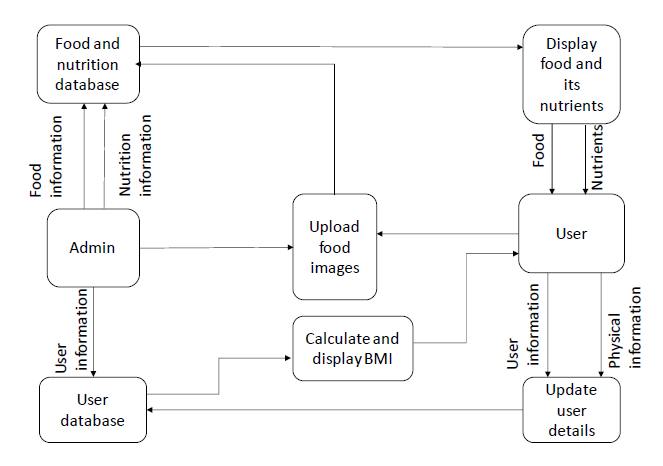 Food and
nutrition
database
Display
food and
its
nutrients
Food
information
Nutrition
information
Food
Nutrients
Admin
Upload
food
images
User
User
information
Calculate and
display BMI
User
information
Physical
information
User
database
Update
user
details